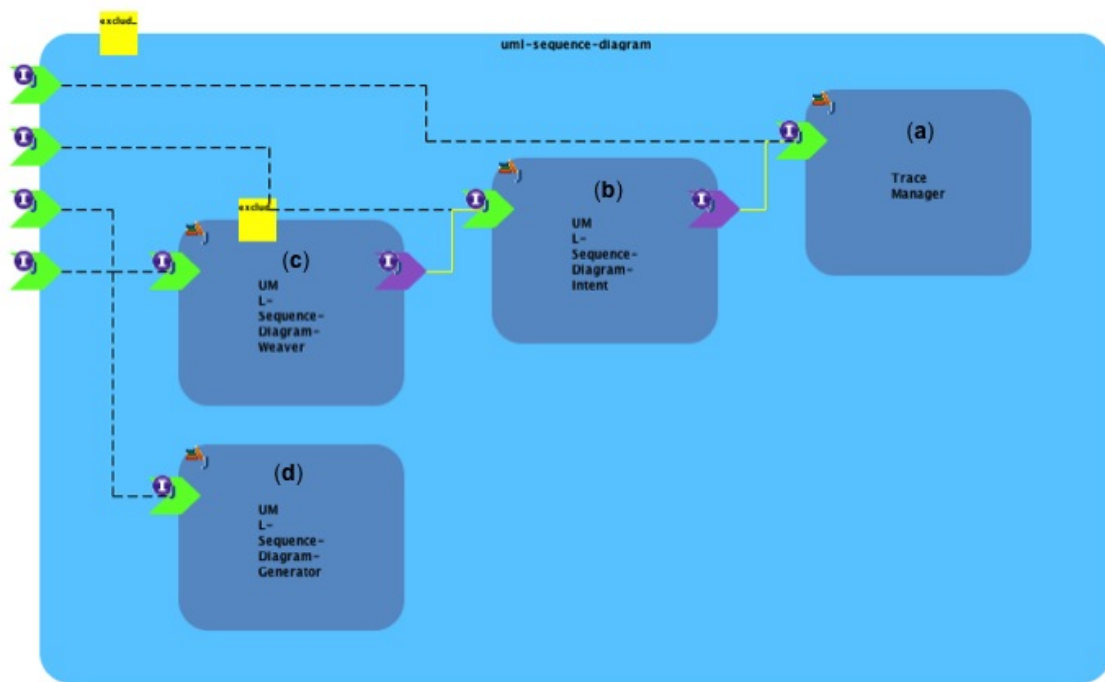 exclud...
uml-sequence-diagram
(a)
Trace
Manager
(b)
UM
L-
Sequence-
Diagram-
Intent
exclud...
(c)
UM
L-
Sequence-
Diagram-
Weaver
(d)
UM
L-
Sequence-
Diagram-
Generator